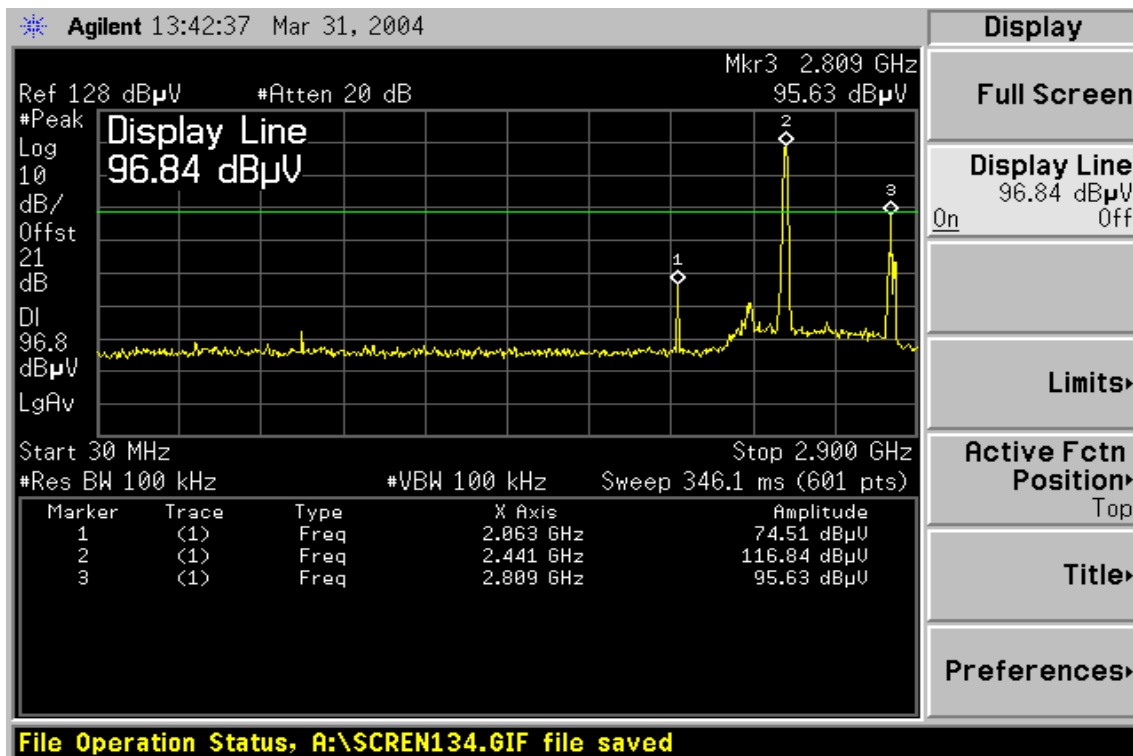 Agilent 13:42:37 Mar 31, 2004
Mkr3 2.809 GHz
Ref 128 dBµV #Atten 20 dB 95.63 dBµV
#Peak
Log
10
dB/
Offst
21
dB
DI
96.8
dBµV
LgAv
Display Line
96.84 dBµV
1
2
3
Start 30 MHz Stop 2.900 GHz
#Res BW 100 kHz #VBW 100 kHz Sweep 346.1 ms (601 pts)
Marker Trace Type X Axis Amplitude
1 (1) Freq 2.063 GHz 74.51 dBµV
2 (1) Freq 2.441 GHz 116.84 dBµV
3 (1) Freq 2.809 GHz 95.63 dBµV
Display
Full Screen
Display Line
96.84 dBµV
On Off
Limits
Active Fctn
Position
Top
Title
Preferences
File Operation Status, A:\SCREN134.GIF file saved